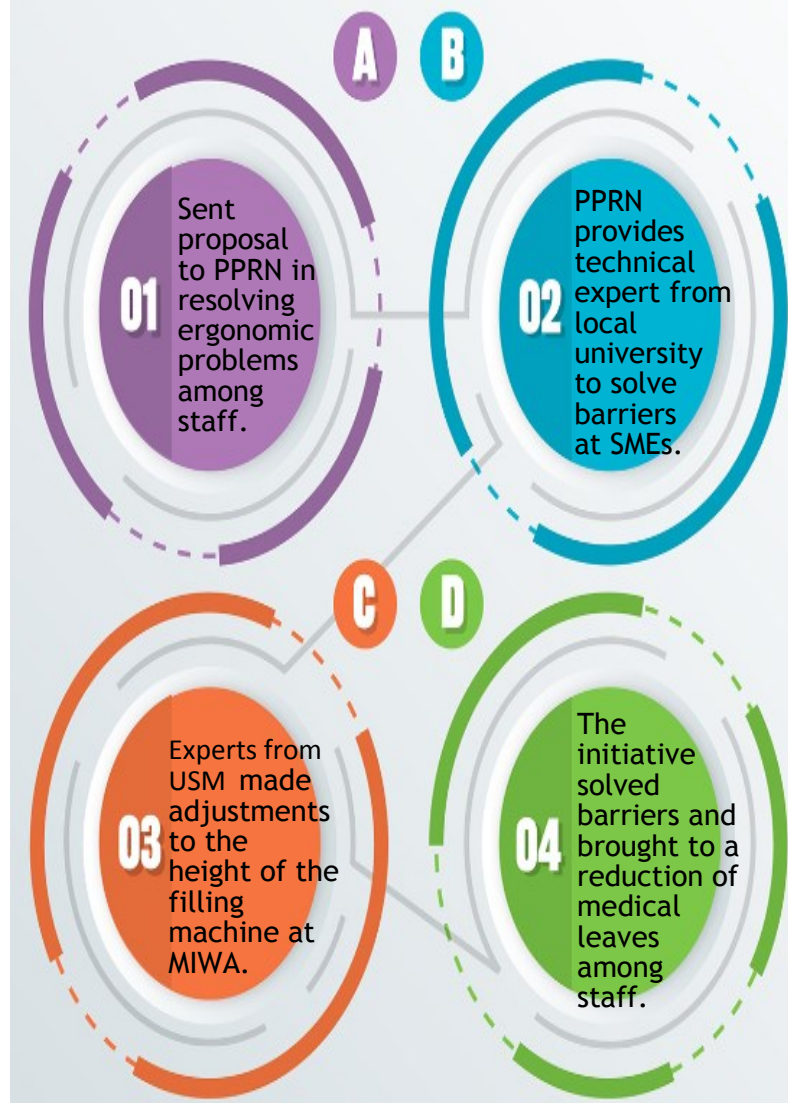 A
B
01
Sent
proposal
to PPRN in
resolving
ergonomic
problems
among
staff.
02
PPRN
provides
technical
expert from
local
university
to solve
barriers
at SMEs.
C
D
03
Experts from
USM made
adjustments
to the
height of the
filling
machine at
MIWA.
04
The
initiative
solved
barriers and
brought to a
reduction of
medical
leaves
among
staff.